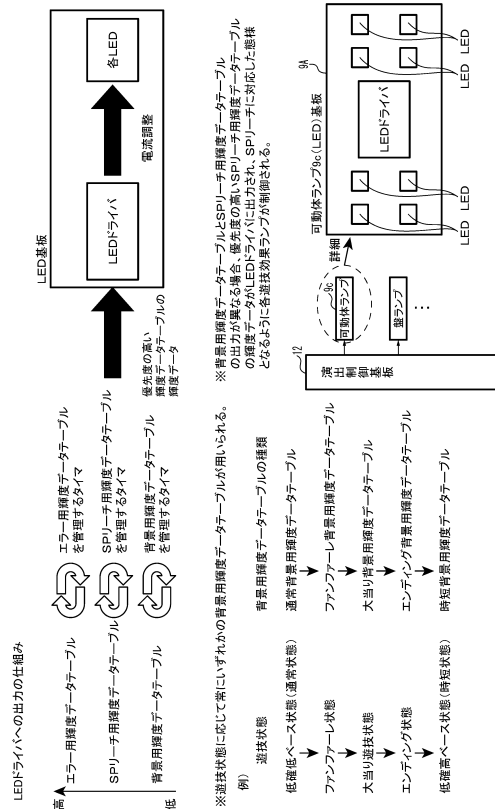 LEDドライバへの出力の仕組み
高
エラー用輝度データテーブル
SPリーチ用輝度データテーブル
背景用輝度データテーブル
低
エラー用輝度データテーブル
を管理するタイマ
SPリーチ用輝度データテーブル
を管理するタイマ
背景用輝度データテーブル
を管理するタイマ
優先度の高い
輝度データテーブルの
輝度データ
LED基板
LEDドライバ
電流調整
各LED
※背景用輝度データテーブルとSPリーチ用輝度データテーブル
の出力が異なる場合、優先度の高いSPリーチ用輝度データテーブル
の輝度データがLEDドライバに出力され、SPリーチに対応した態様
となるように各遊技効果ランプが制御される。
※遊技状態に応じて常にいずれかの背景用輝度データテーブルが用いられる。
例)
遊技状態
低確低ベース状態(通常状態)
ファンファーレ状態
大当り遊技状態
エンディング状態
低確高ベース状態(時短状態)
背景用輝度データテーブルの種類
通常背景用輝度データテーブル
ファンファーレ背景用輝度データテーブル
大当り背景用輝度データテーブル
エンディング背景用輝度データテーブル
時短背景用輝度データテーブル
12
演出制御基板
9c
可動体ランプ
盤ランプ
…
詳細
可動体ランプ9c(LED)基板
9A
LEDドライバ
LED
LED
LED
LED
LED
LED
LED
LED